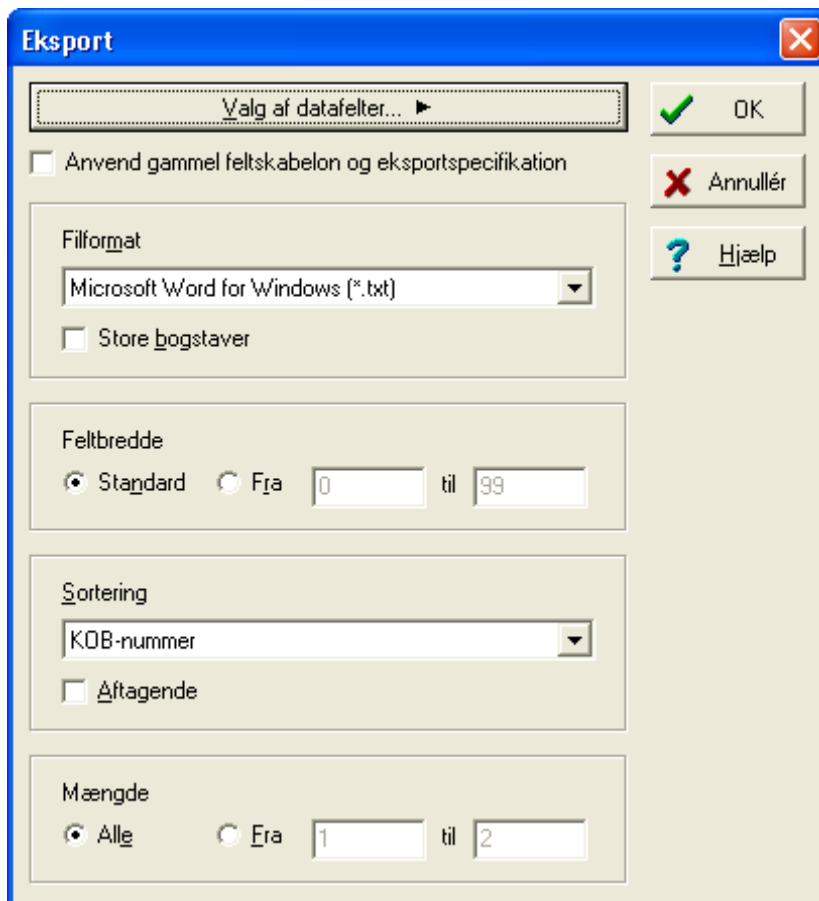 Eksport
Valg af datafelter...
OK
Anvend gammel feltskabelon og eksportspecifikation
Annullér
Filformat
Hjælp
Microsoft Word for Windows (*.txt)
Store bogstaver
Feltbredde
Standard Fra 0 til 99
Sortering
KOB-nummer
Aftagende
Mængde
Alle Fra 1 til 2